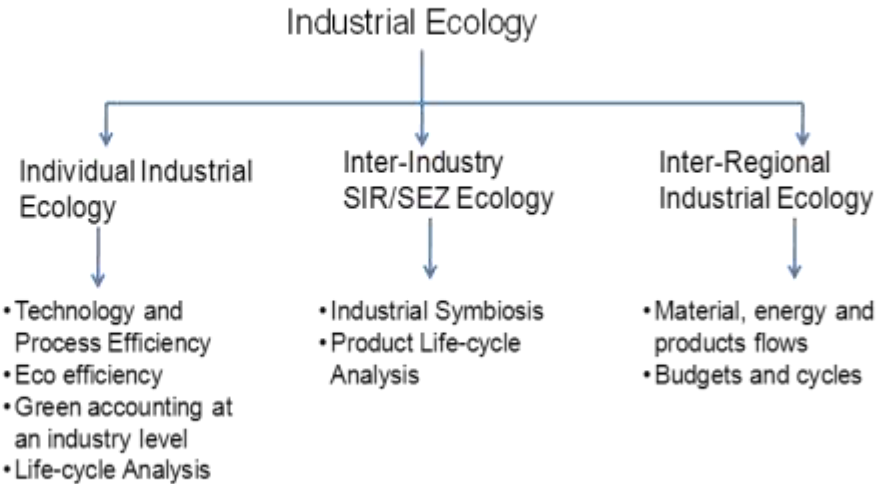 Industrial Ecology
Individual Industrial
Ecology
Inter-Industry
SIR/SEZ Ecology
Inter-Regional
Industrial Ecology
•Technology and
Process Efficiency
•Eco efficiency
•Green accounting at
an industry level
•Life-cycle Analysis
•Industrial Symbiosis
•Product Life-cycle
Analysis
•Material, energy and
products flows
•Budgets and cycles